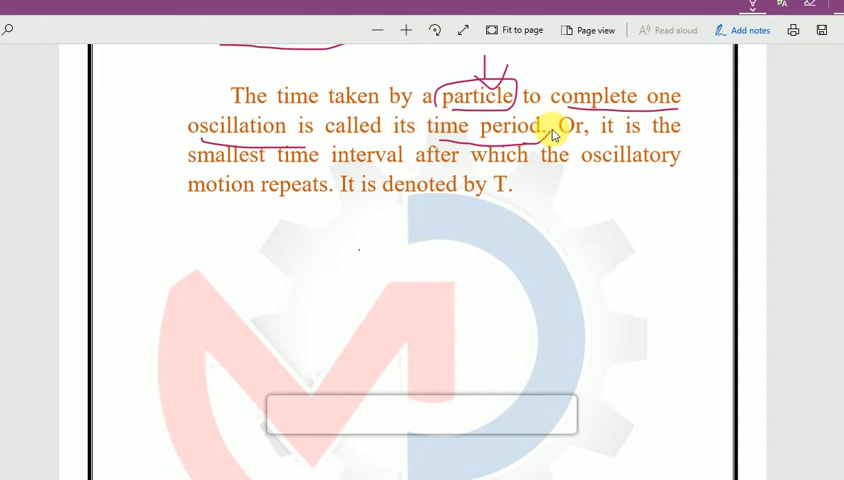 Fit to page
Page view
Read aloud
Add notes
The time taken by a particle to complete one
oscillation is called its time period. Or, it is the
smallest time interval after which the oscillatory
motion repeats. It is denoted by T.